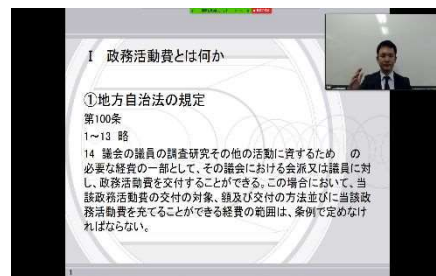 Ⅰ 政務活動費とは何か
①地方自治法の規定
第100条
1～13 略
14 議会の議員の調査研究その他の活動に資するため の
必要な経費の一部として、その議会における会派又は議員に対
し、政務活動費を交付することができる。この場合において、当
該政務活動費の交付の対象、額及び交付の方法並びに当該政
務活動費を充てることができる経費の範囲は、条例で定めなけ
ればならない。
1